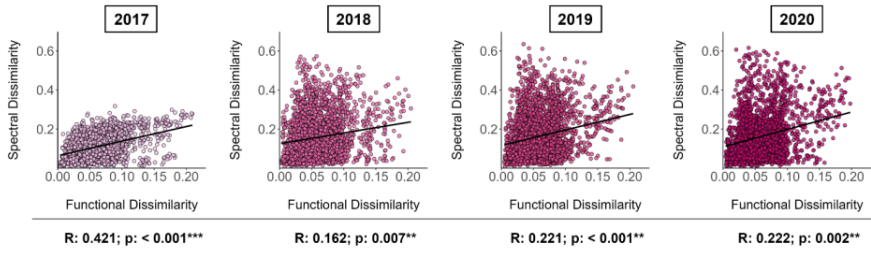 2017 2018 2019 2020
Spectral Dissimilarity
0.6
0.4
0.2
0.00 0.05 0.10 0.15 0.20
Functional Dissimilarity
R: 0.421; p: < 0.001***
Spectral Dissimilarity
0.6
0.4
0.2
0.00 0.05 0.10 0.15 0.20
Functional Dissimilarity
R: 0.162; p: 0.007**
Spectral Dissimilarity
0.6
0.4
0.2
0.00 0.05 0.10 0.15 0.20
Functional Dissimilarity
R: 0.221; p: < 0.001**
Spectral Dissimilarity
0.6
0.4
0.2
0.00 0.05 0.10 0.15 0.20
Functional Dissimilarity
R: 0.222; p: 0.002**